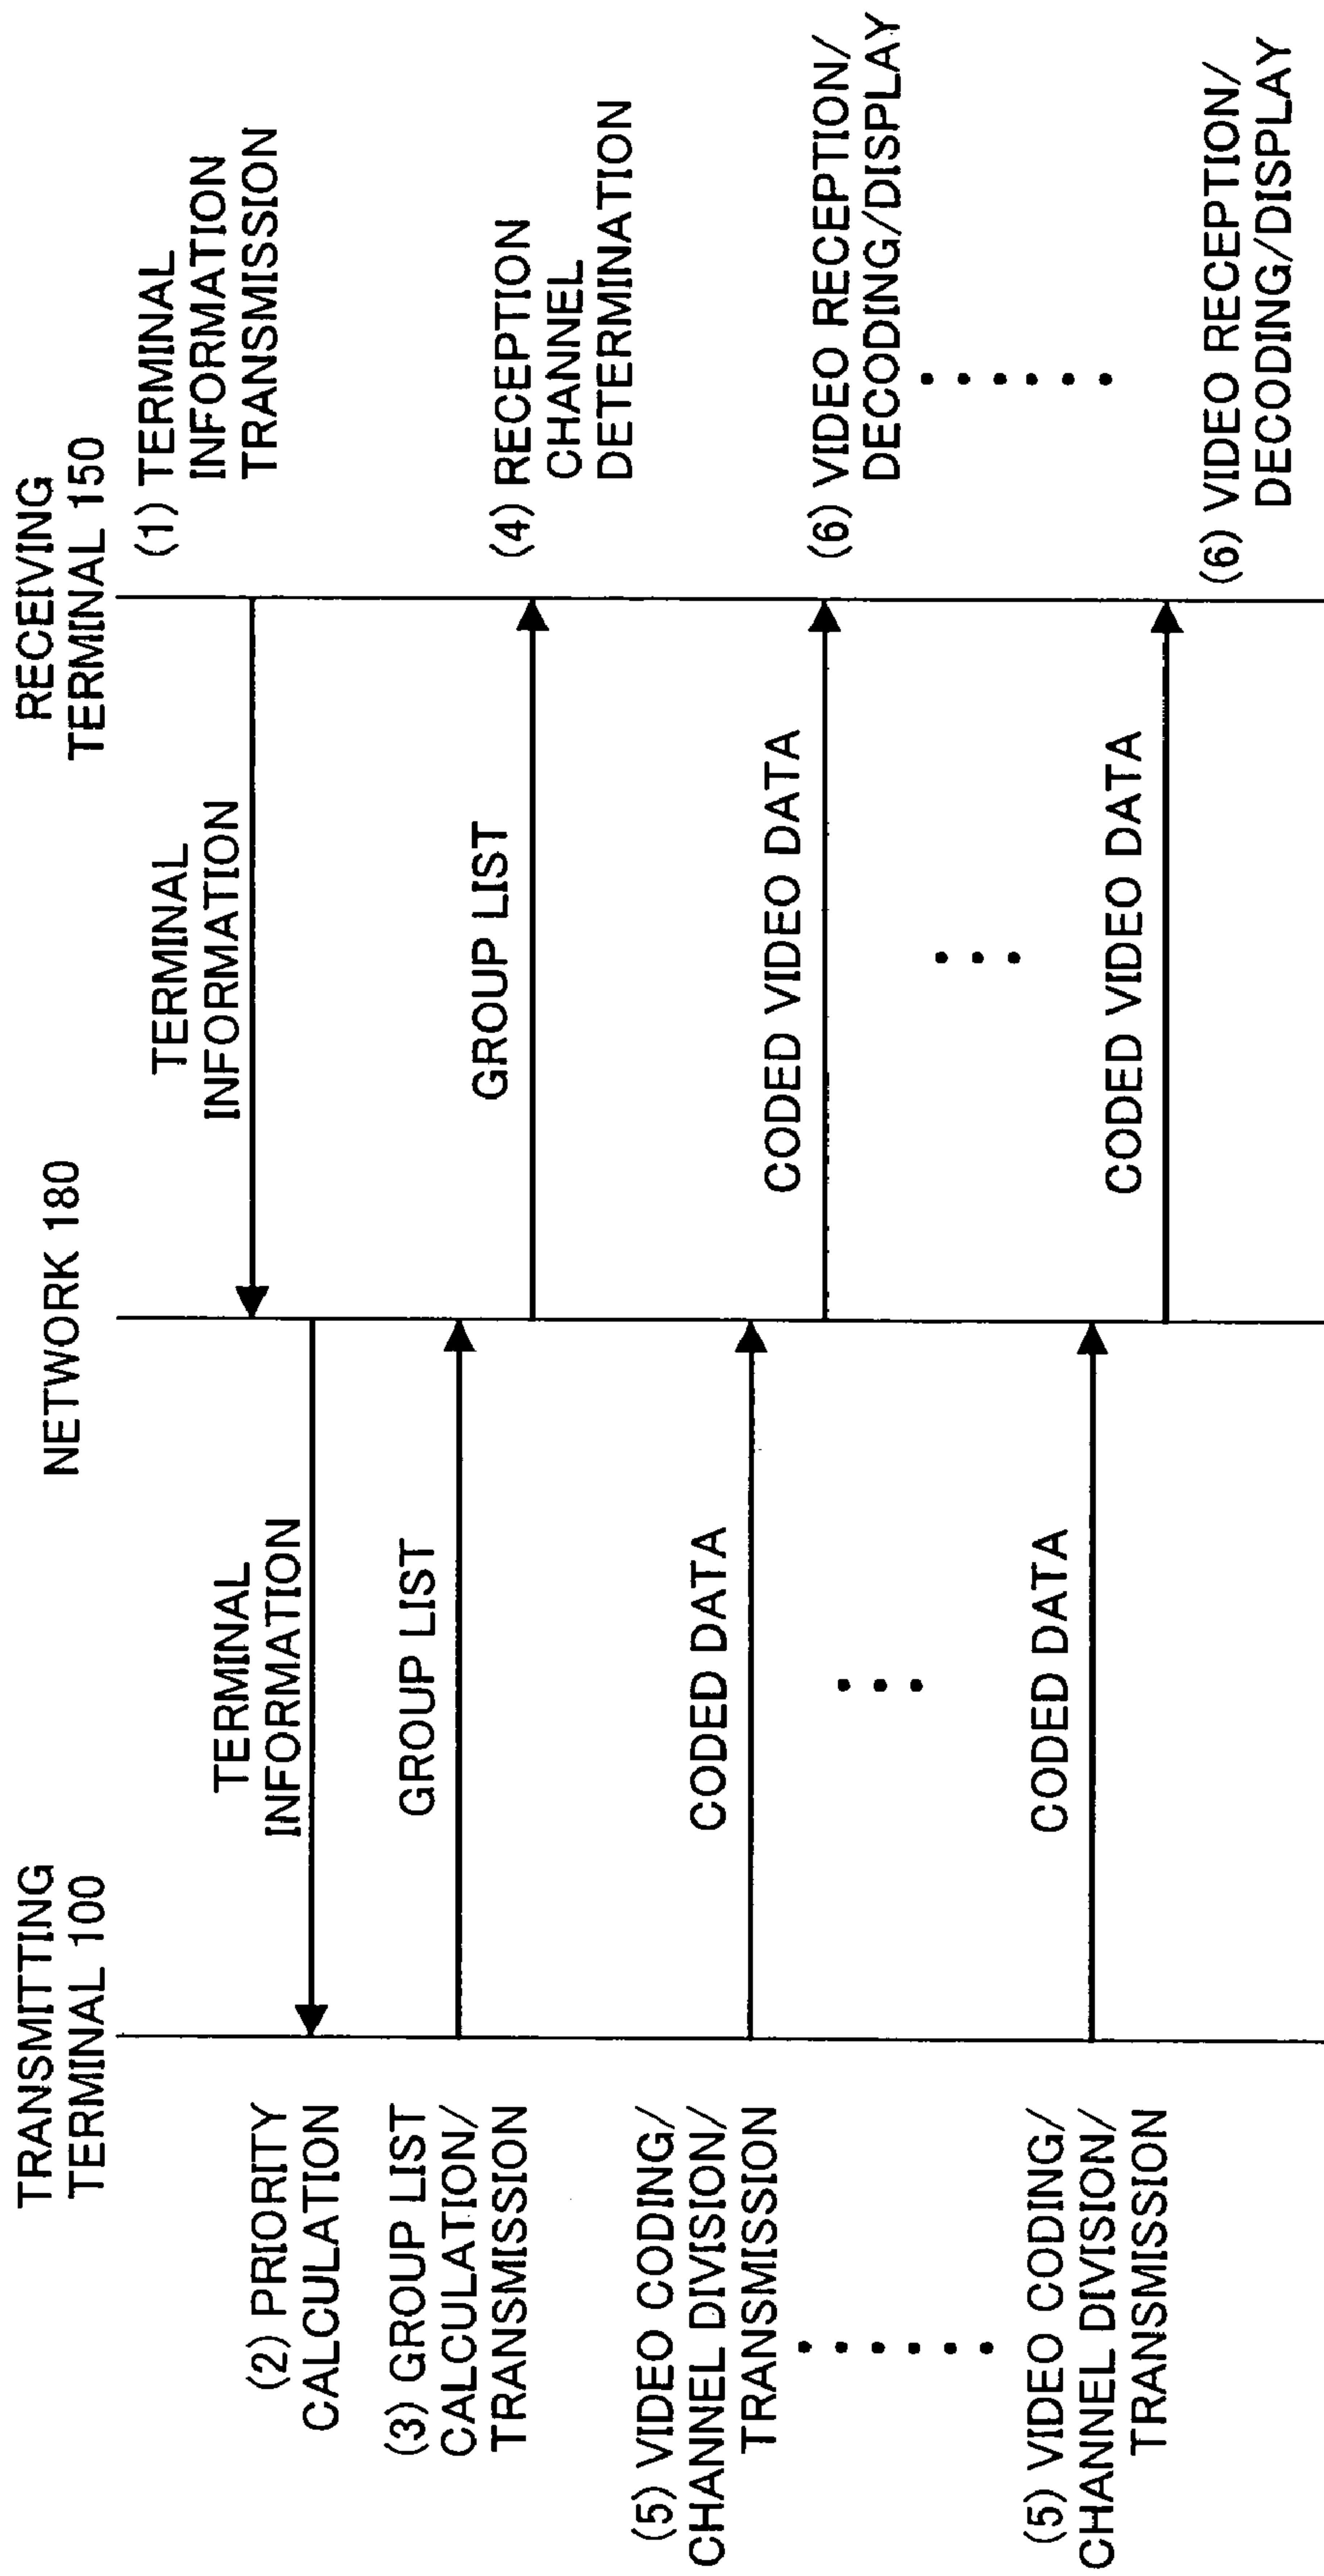 TRANSMITTING
TERMINAL 100
NETWORK 180
RECEIVING
TERMINAL 150
(1) TERMINAL
INFORMATION
TRANSMISSION
TERMINAL
INFORMATION
TERMINAL
INFORMATION
(2) PRIORITY
CALCULATION
(3) GROUP LIST
CALCULATION/
TRANSMISSION
GROUP LIST
GROUP LIST
(4) RECEPTION
CHANNEL
DETERMINATION
(5) VIDEO CODING/
CHANNEL DIVISION/
TRANSMISSION
CODED DATA
CODED VIDEO DATA
(6) VIDEO RECEPTION/
DECODING/DISPLAY
(5) VIDEO CODING/
CHANNEL DIVISION/
TRANSMISSION
CODED DATA
CODED VIDEO DATA
(6) VIDEO RECEPTION/
DECODING/DISPLAY